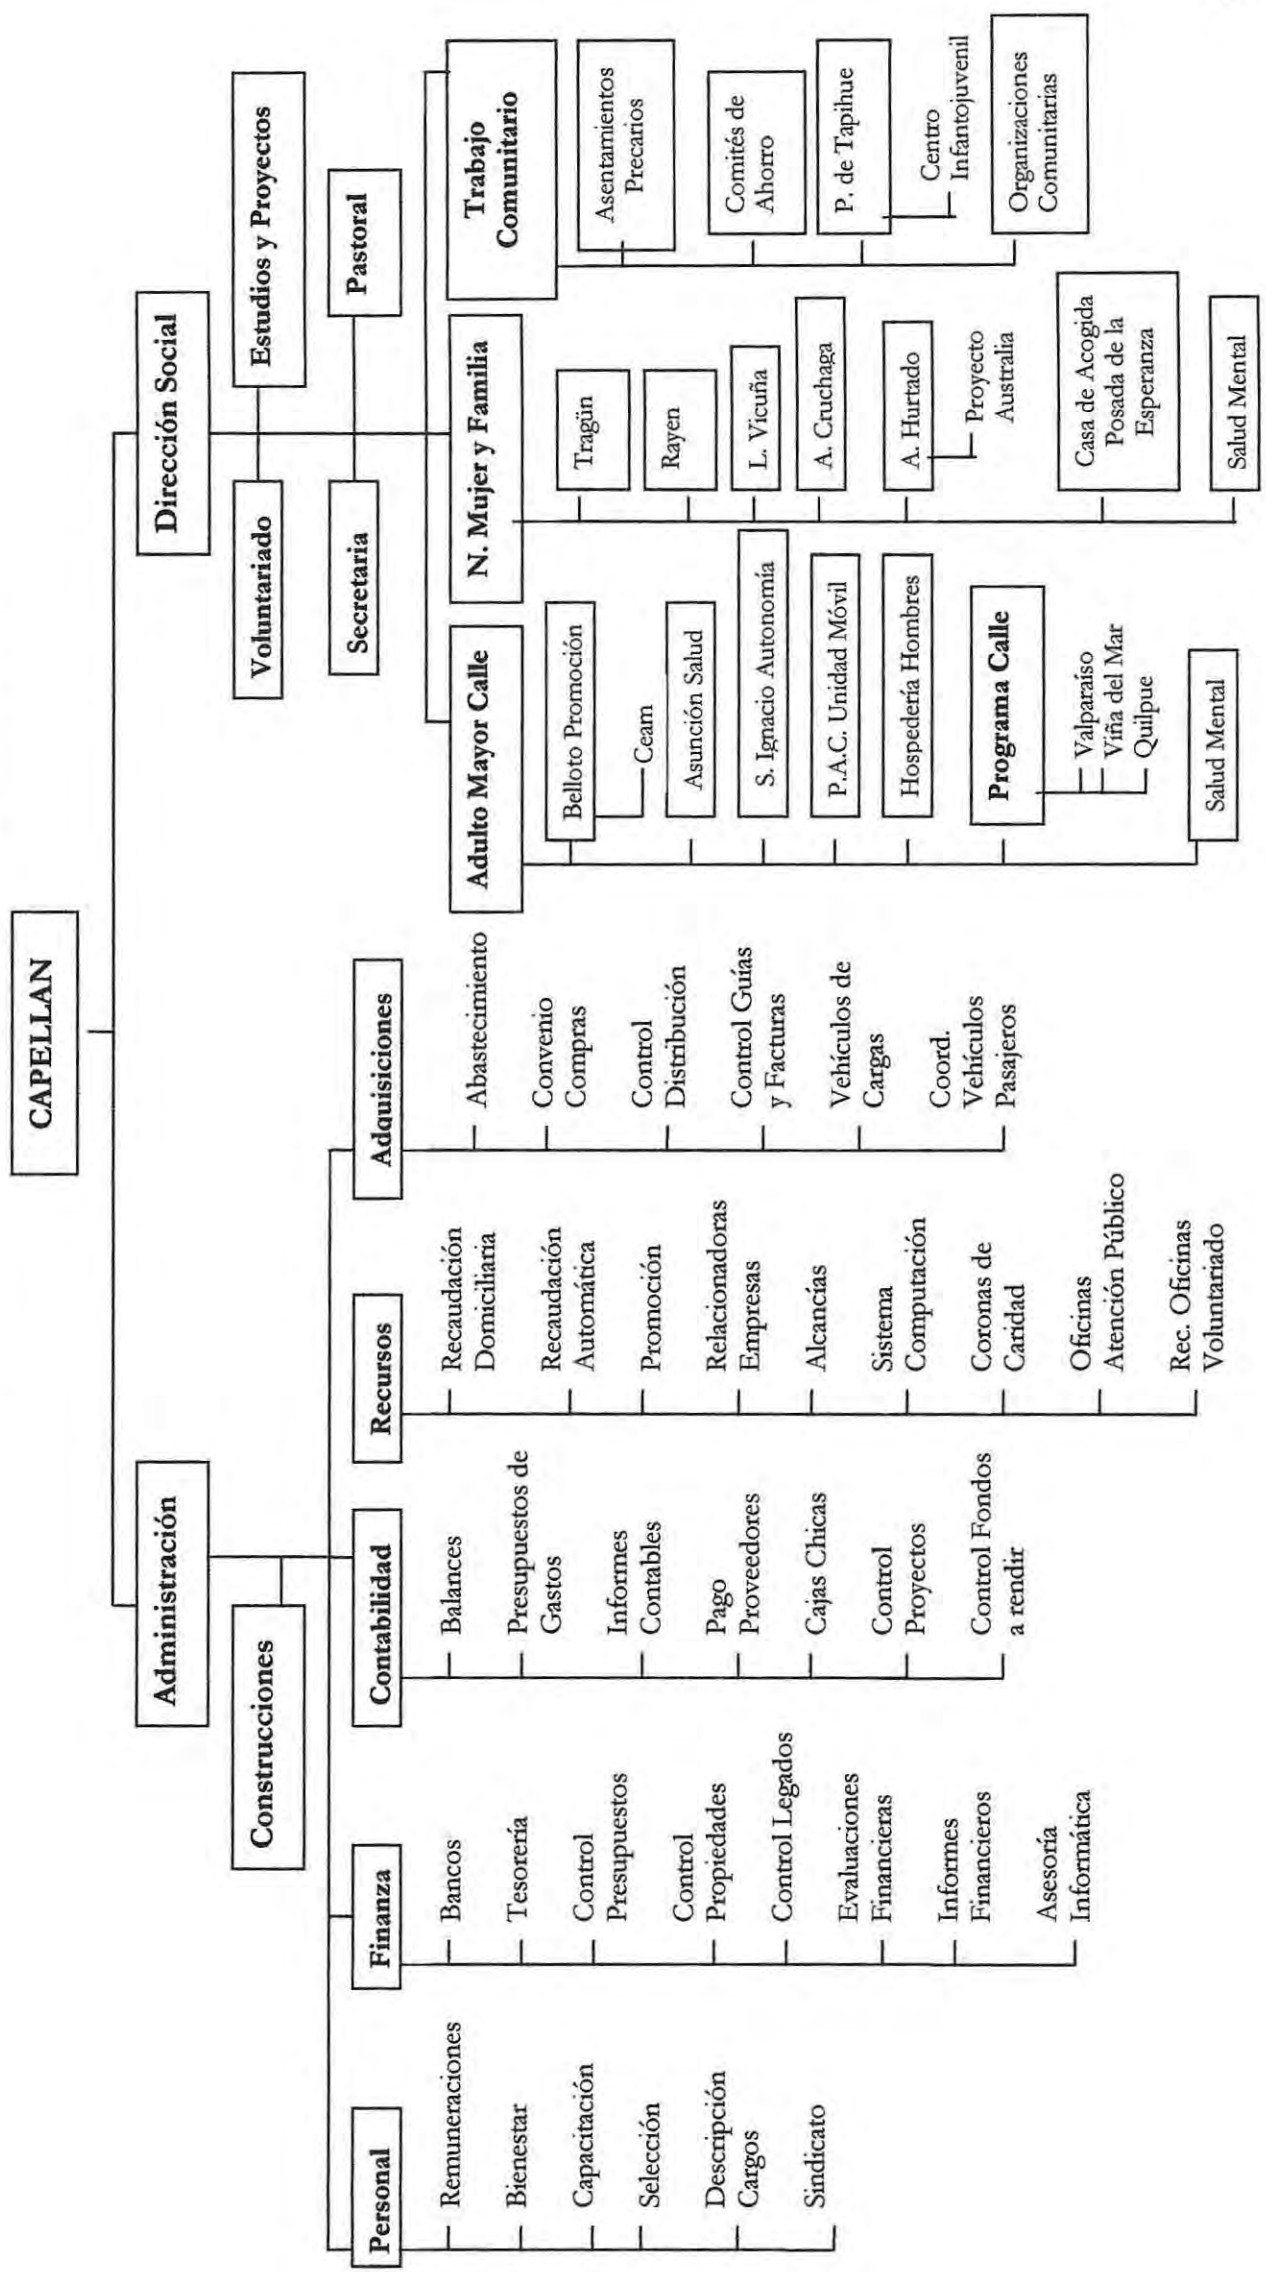 CAPELLAN
Administración
Construcciones
Personal
Remuneraciones
Bienestar
Capacitación
Selección
Descripción
Cargos
Sindicato
Finanza
Bancos
Tesorería
Control
Presupuestos
Control
Propiedades
Control Legados
Evaluaciones
Financieras
Informes
Financieros
Asesoría
Informática
Contabilidad
Balances
Presupuestos de
Gastos
Informes
Contables
Pago
Proveedores
Cajas Chicas
Control
Proyectos
Control Fondos
a rendir
Recursos
Recaudación
Domiciliaria
Recaudación
Automática
Promoción
Relacionadoras
Empresas
Alcancías
Sistema
Computación
Coronas de
Caridad
Oficinas
Atención Público
Rec. Oficinas
Voluntariado
Adquisiciones
Abastecimiento
Convenio
Compras
Control
Distribución
Control Guías
y Facturas
Vehículos de
Cargas
Coord.
Vehículos
Pasajeros
Dirección Social
Voluntariado
Estudios y Proyectos
Secretaria
Pastoral
Adulto Mayor Calle
Belloto Promoción
Ceam
Asunción Salud
S. Ignacio Autonomía
P.A.C. Unidad Móvil
Hospedería Hombres
Programa Calle
Valparaíso
Viña del Mar
Quilpue
Salud Mental
N. Mujer y Familia
Tragün
Rayen
L. Vicuña
A. Cruchaga
A. Hurtado
Proyecto
Australia
Casa de Acogida
Posada de la
Esperanza
Salud Mental
Trabajo
Comunitario
Asentamientos
Precarios
Comités de
Ahorro
P. de Tapihue
Centro
Infantojuvenil
Organizaciones
Comunitarias